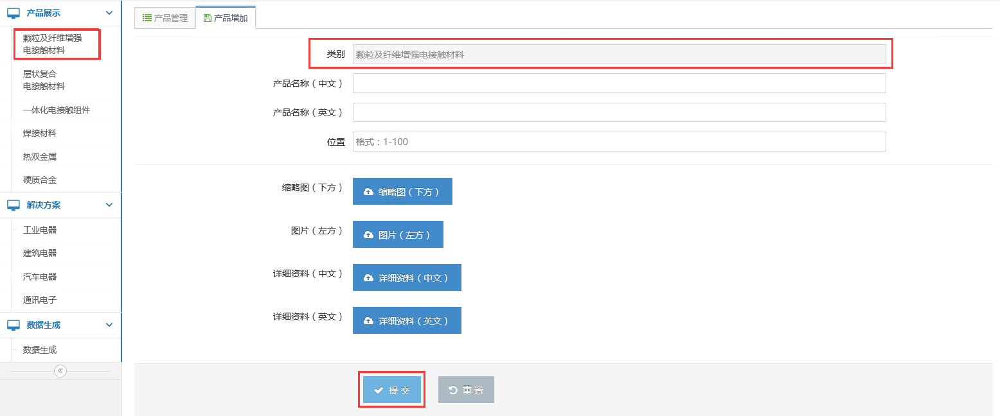 产品展示
颗粒及纤维增强
电接触材料
层状复合
电接触材料
一体化电接触组件
焊接材料
热双金属
硬质合金
解决方案
工业电器
建筑电器
汽车电器
通讯电子
数据生成
数据生成
产品管理
产品增加
类别 颗粒及纤维增强电接触材料
产品名称（中文）
产品名称（英文）
位置 格式：1-100
缩略图（下方） 缩略图（下方）
图片（左方） 图片（左方）
详细资料（中文） 详细资料（中文）
详细资料（英文） 详细资料（英文）
提交 重置